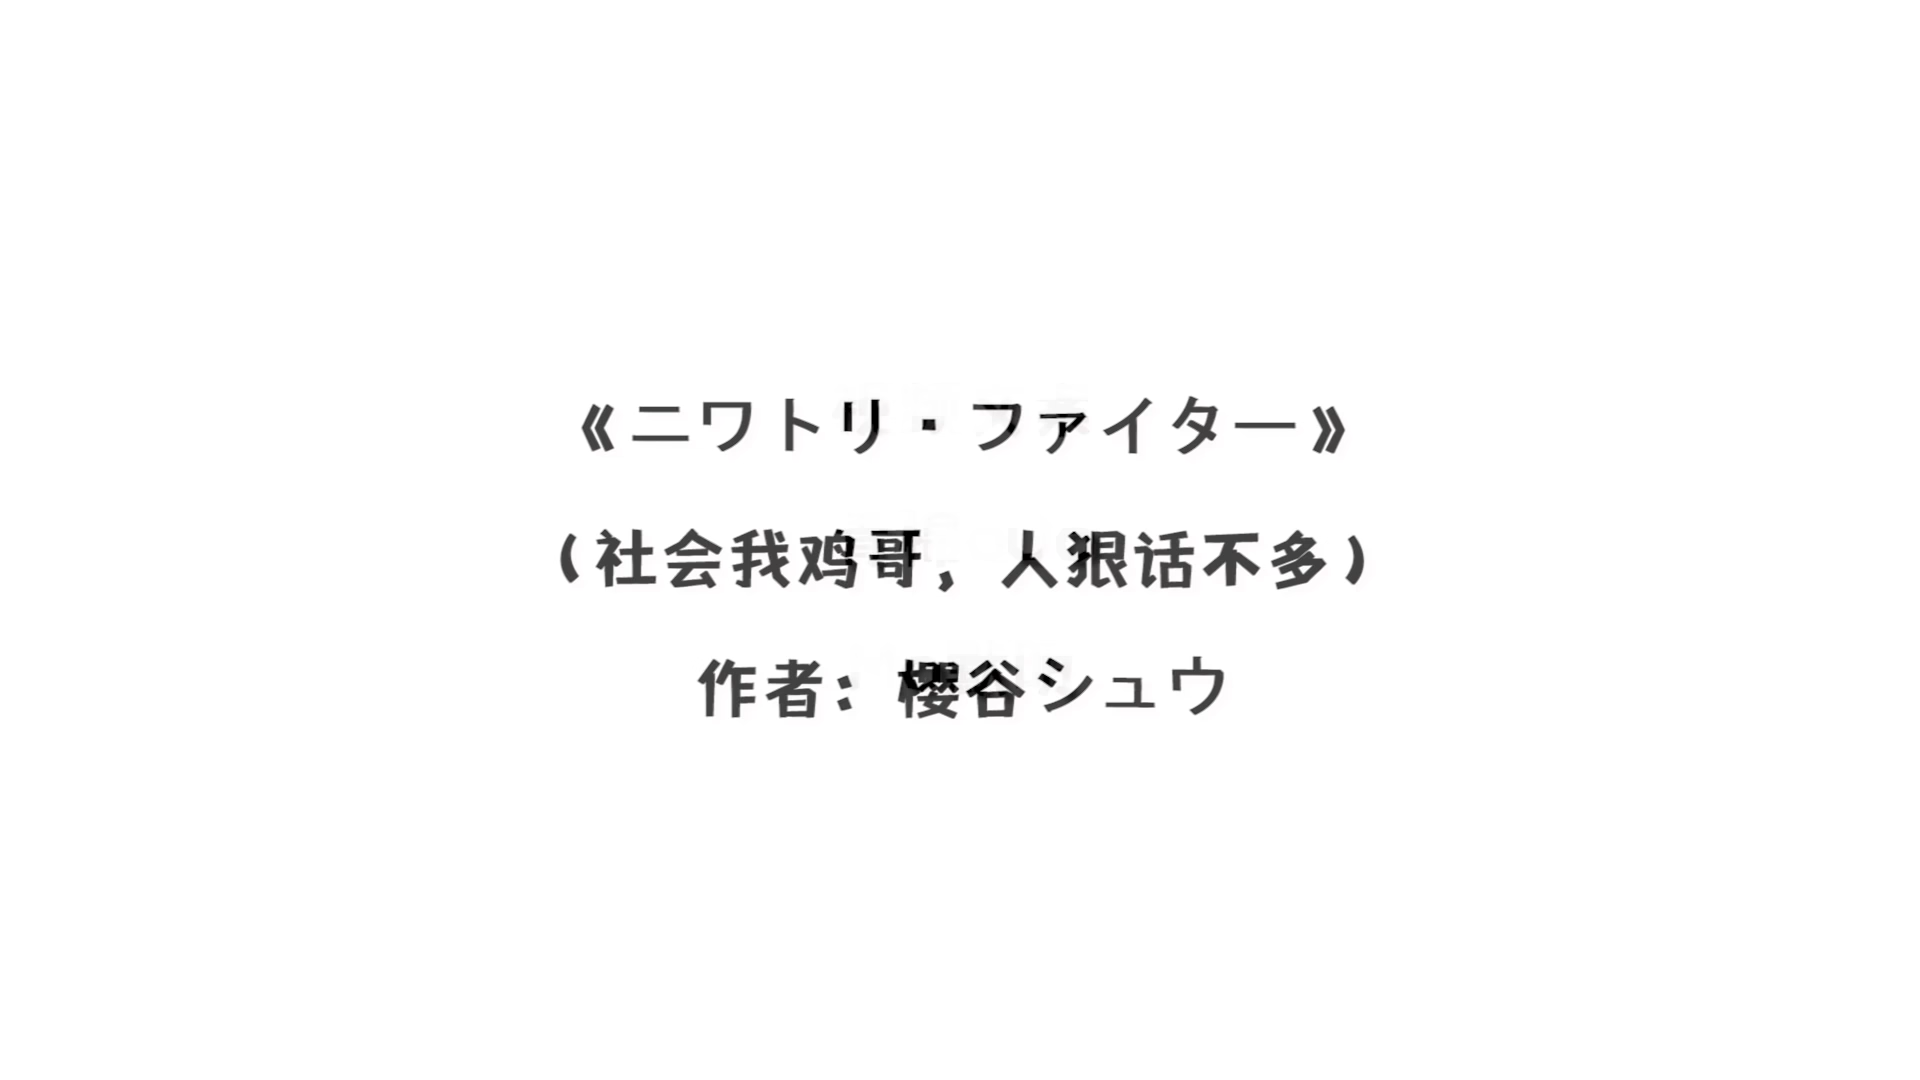 《ニワトリ・ファイター》
（社会我鸡哥，人狠话不多）
作者：樱谷シュウ